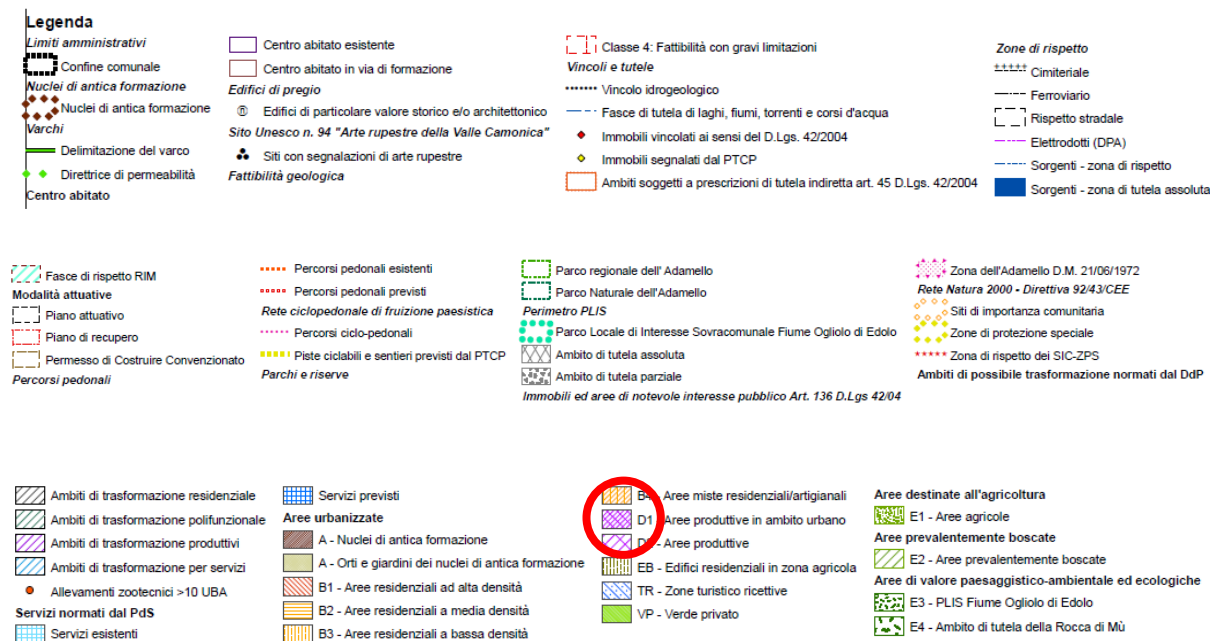 Legenda
Limiti amministrativi
Confine comunale
Nuclei di antica formazione
Nuclei di antica formazione
Varchi
Delimitazione del varco
Direttrice di permeabilità
Centro abitato
Centro abitato esistente
Centro abitato in via di formazione
Edifici di pregio
Edifici di particolare valore storico e/o architettonico
Sito Unesco n. 94 "Arte rupestre della Valle Camonica"
Siti con segnalazioni di arte rupestre
Fattibilità geologica
Classe 4: Fattibilità con gravi limitazioni
Vincoli e tutele
Vincolo idrogeologico
Fasce di tutela di laghi, fiumi, torrenti e corsi d'acqua
Immobili vincolati ai sensi del D.Lgs. 42/2004
Immobili segnalati dal PTCP
Ambiti soggetti a prescrizioni di tutela indiretta art. 45 D.Lgs. 42/2004
Zone di rispetto
Cimiteriale
Ferroviario
Rispetto stradale
Elettrodotti (DPA)
Sorgenti - zona di rispetto
Sorgenti - zona di tutela assoluta
Fasce di rispetto RIM
Modalità attuative
Piano attuativo
Piano di recupero
Permesso di Costruire Convenzionato
Percorsi pedonali
Percorsi pedonali esistenti
Percorsi pedonali previsti
Rete ciclopedonale di fruizione paesistica
Percorsi ciclo-pedonali
Piste ciclabili e sentieri previsti dal PTCP
Parchi e riserve
Parco regionale dell' Adamello
Parco Naturale dell'Adamello
Perimetro PLIS
Parco Locale di Interesse Sovracomunale Fiume Ogliolo di Edolo
Ambito di tutela assoluta
Ambito di tutela parziale
Immobili ed aree di notevole interesse pubblico Art. 136 D.Lgs 42/04
Zona dell'Adamello D.M. 21/06/1972
Rete Natura 2000 - Direttiva 92/43/CEE
Siti di importanza comunitaria
Zone di protezione speciale
Zona di rispetto dei SIC-ZPS
Ambiti di possibile trasformazione normati dal DdP
Ambiti di trasformazione residenziale
Ambiti di trasformazione polifunzionale
Ambiti di trasformazione produttivi
Ambiti di trasformazione per servizi
Allevamenti zootecnici >10 UBA
Servizi normati dal PdS
Servizi esistenti
Servizi previsti
Aree urbanizzate
A - Nuclei di antica formazione
A - Orti e giardini dei nuclei di antica formazione
B1 - Aree residenziali ad alta densità
B2 - Aree residenziali a media densità
B3 - Aree residenziali a bassa densità
B4 - Aree miste residenziali/artigianali
D1 - Aree produttive in ambito urbano
D2 - Aree produttive
EB - Edifici residenziali in zona agricola
TR - Zone turistico ricettive
VP - Verde privato
Aree destinate all'agricoltura
E1 - Aree agricole
Aree prevalentemente boscate
E2 - Aree prevalentemente boscate
Aree di valore paesaggistico-ambientale ed ecologiche
E3 - PLIS Fiume Ogliolo di Edolo
E4 - Ambito di tutela della Rocca di Mù